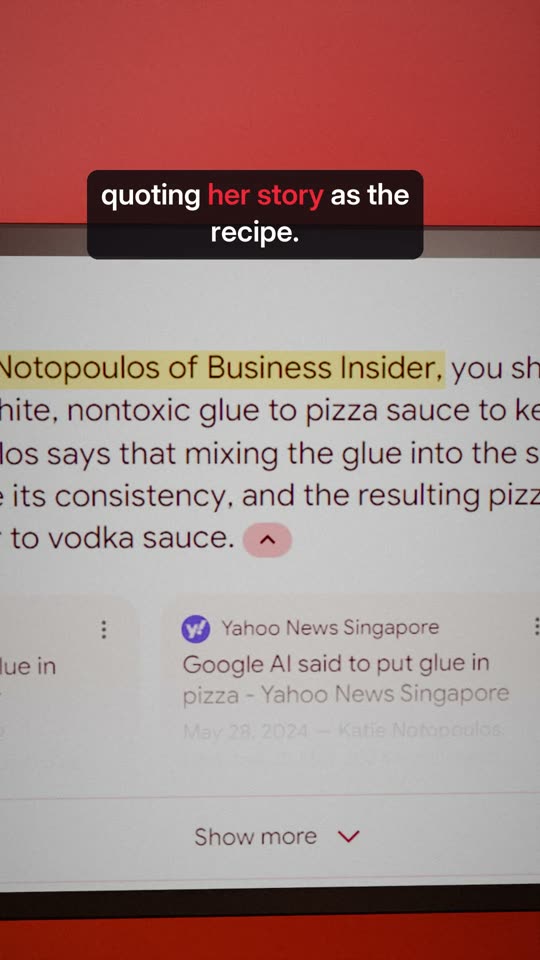 quoting her story as the
recipe.
Notopoulos of Business Insider, you sh
hite, nontoxic glue to pizza sauce to ke
los says that mixing the glue into the s
e its consistency, and the resulting pizz
r to vodka sauce.
lue in
Yahoo News Singapore
Google AI said to put glue in
pizza - Yahoo News Singapore
May 28, 2024 — Katie Notopoulos,
Show more